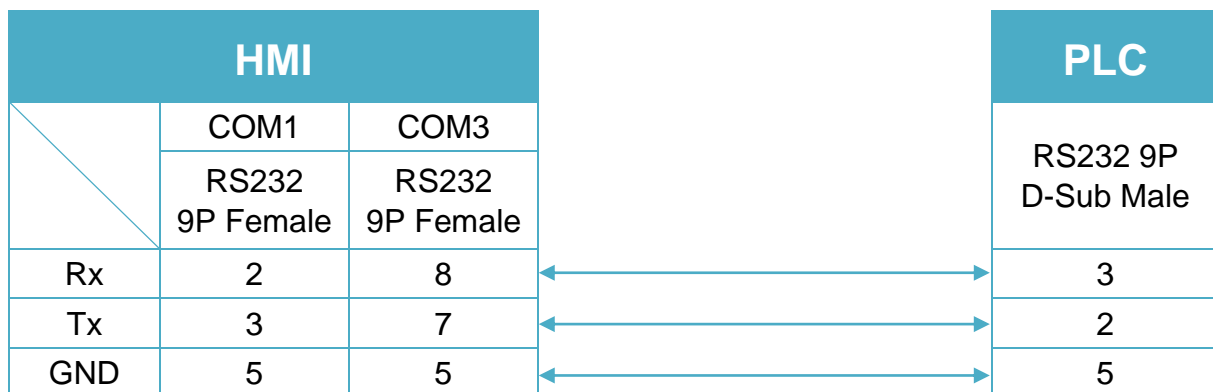 HMI
PLC
COM1 COM3
RS232 9P
D-Sub Male
RS232 RS232
9P Female 9P Female
Rx 2 8 3
Tx 3 7 2
GND 5 5 5